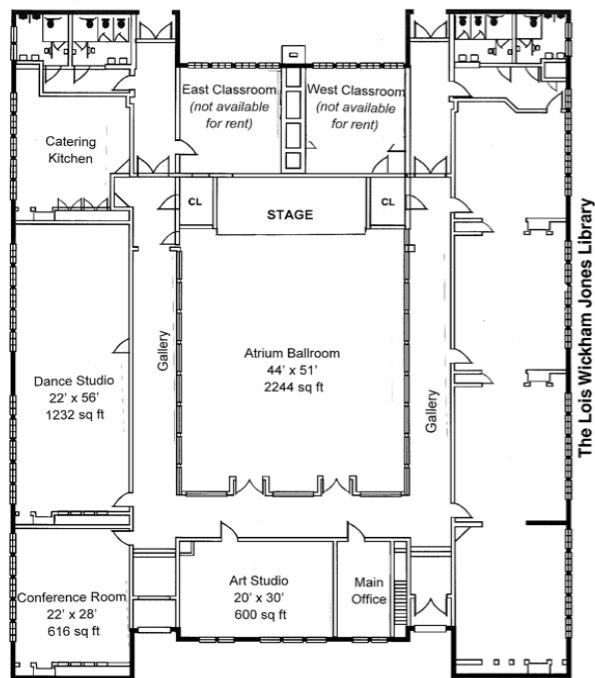 East Classroom
(not available
for rent)
West Classroom
(not available
for rent)
Catering
Kitchen
CL
STAGE
CL
The Lois Wickham Jones Library
Gallery
Atrium Ballroom
44' x 51'
2244 sq ft
Dance Studio
22' x 56'
1232 sq ft
Gallery
Conference Room
22' x 28'
616 sq ft
Art Studio
20' x 30'
600 sq ft
Main
Office